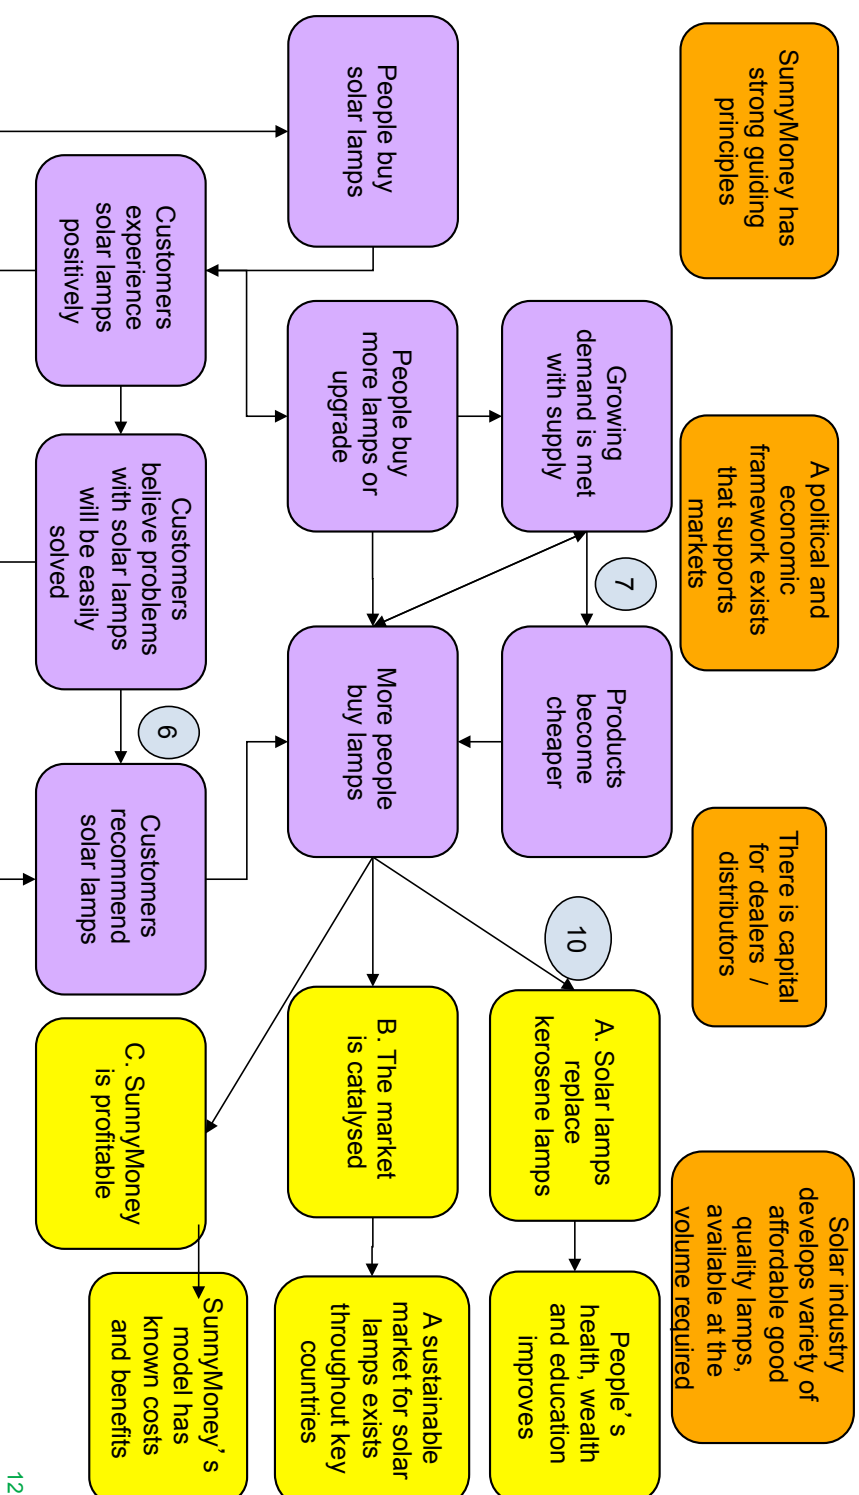 SunnyMoney has
strong guiding
principles
A political and
economic
framework exists
that supports
markets
There is capital
for dealers /
distributors
Solar industry
develops variety of
affordable good
quality lamps,
available at the
volume required
Growing
demand is met
with supply
7
Products
become
cheaper
10
A. Solar lamps
replace
kerosene lamps
People's
health, wealth
and education
improves
People buy
solar lamps
People buy
more lamps or
upgrade
More people
buy lamps
B. The market
is catalysed
A sustainable
market for solar
lamps exists
throughout key
countries
Customers
experience
solar lamps
positively
Customers
believe problems
with solar lamps
will be easily
solved
6
Customers
recommend
solar lamps
C. SunnyMoney
is profitable
SunnyMoney's
model has
known costs
and benefits
12